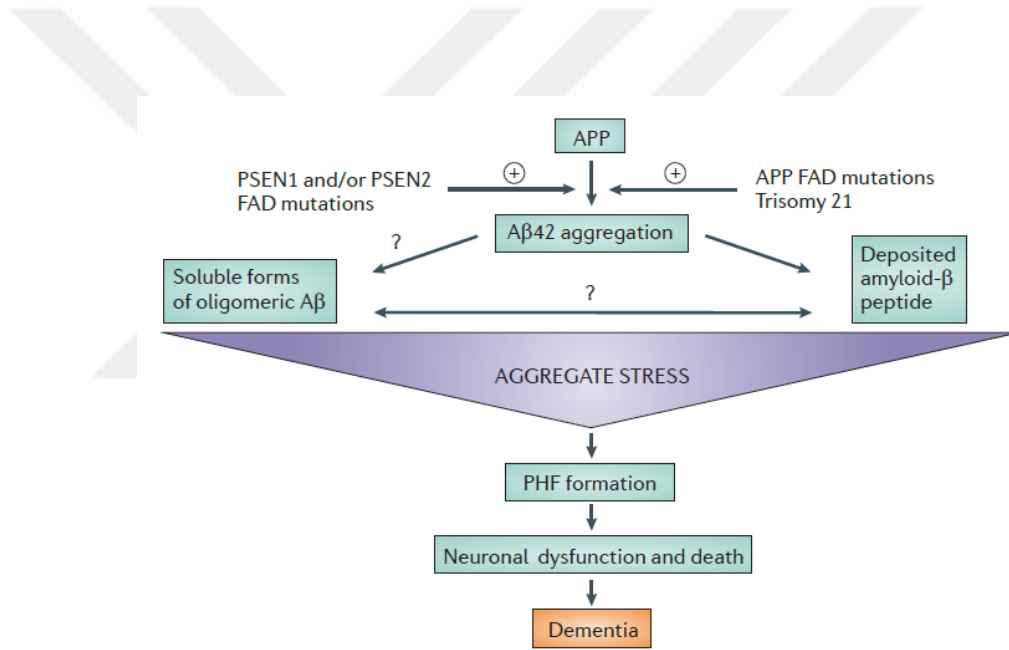 APP
PSEN1 and/or PSEN2
FAD mutations
+
+
APP FAD mutations
Trisomy 21
Aβ42 aggregation
?
Soluble forms
of oligomeric Aβ
?
Deposited
amyloid-β
peptide
AGGREGATE STRESS
PHF formation
Neuronal dysfunction and death
Dementia